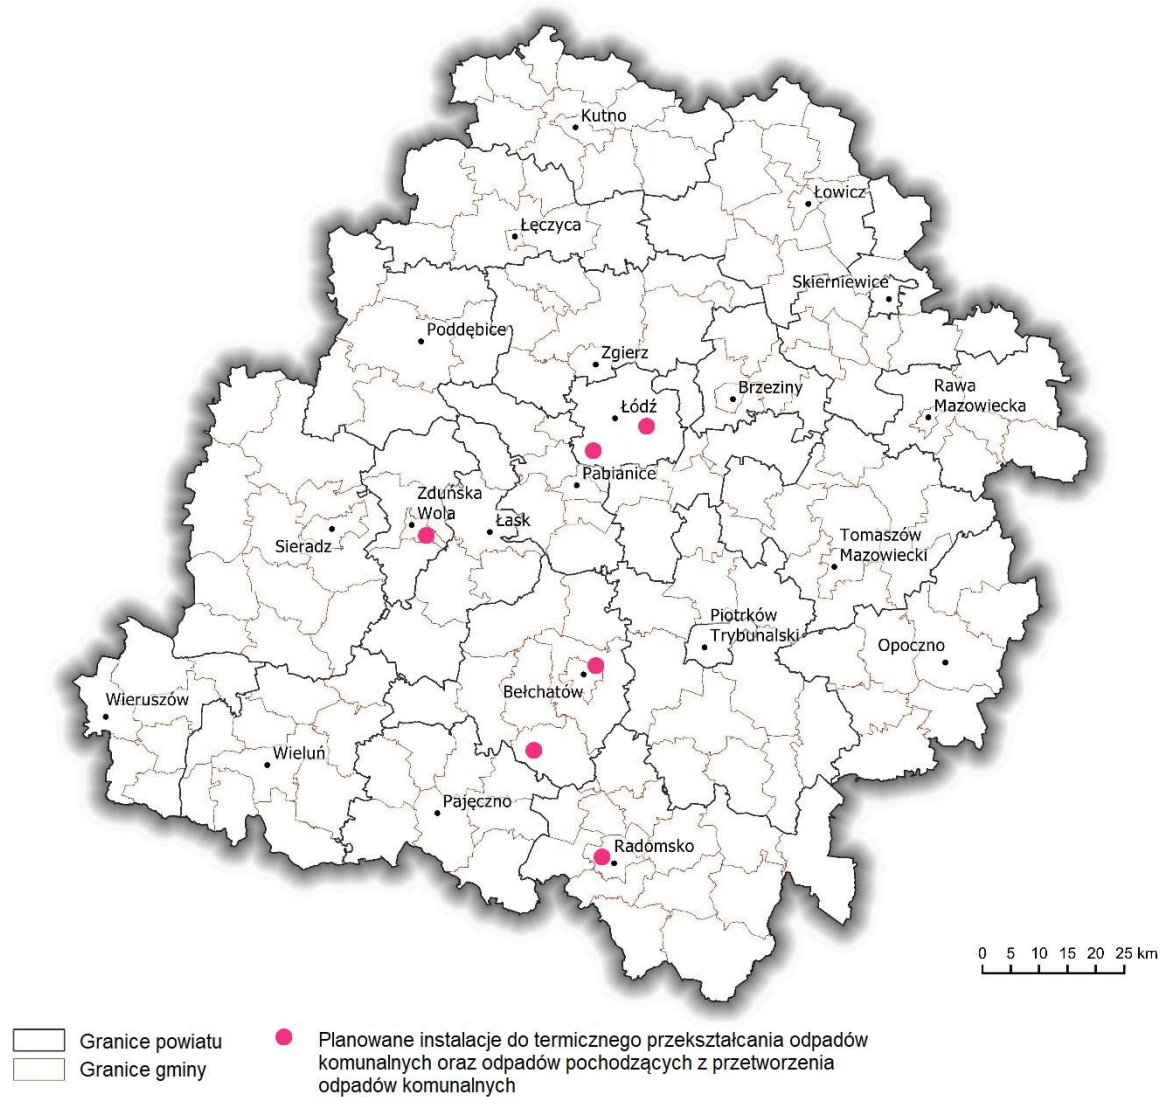 Kutno
Łowicz
Łęczyca
Skierniewice
Poddębice
Zgierz
Brzeziny
Rawa
Mazowiecka
Łódź
Pabianice
Zduńska
Wola
Łask
Sieradz
Tomaszów
Mazowiecki
Piotrków
Trybunalski
Opoczno
Bełchatów
Wieruszów
Wieluń
Pajęczno
Radomsko
0 5 10 15 20 25 km
Granice powiatu
Granice gminy
Planowane instalacje do termicznego przekształcania odpadów
komunalnych oraz odpadów pochodzących z przetworzenia
odpadów komunalnych